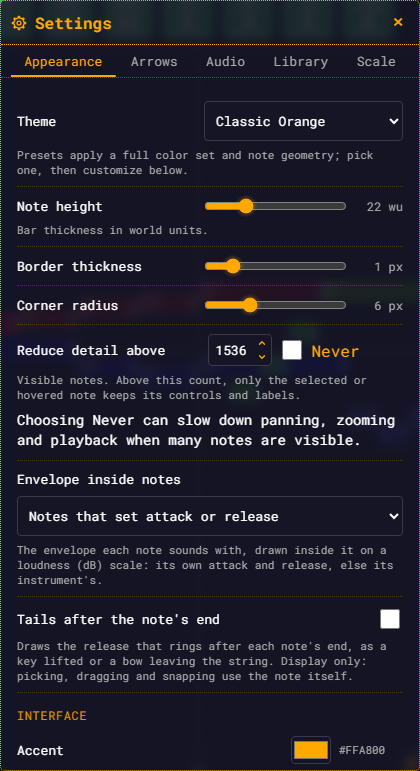 Settings ×
Appearance Arrows Audio Library Scale
Theme Classic Orange
Presets apply a full color set and note geometry; pick
one, then customize below.
Note height 22 wu
Bar thickness in world units.
Border thickness 1 px
Corner radius 6 px
Reduce detail above 1536 Never
Visible notes. Above this count, only the selected or
hovered note keeps its controls and labels.
Choosing Never can slow down panning, zooming
and playback when many notes are visible.
Envelope inside notes
Notes that set attack or release
The envelope each note sounds with, drawn inside it on a
loudness (dB) scale: its own attack and release, else its
instrument's.
Tails after the note's end
Draws the release that rings after each note's end, as a
key lifted or a bow leaving the string. Display only:
picking, dragging and snapping use the note itself.
INTERFACE
Accent #FFA800